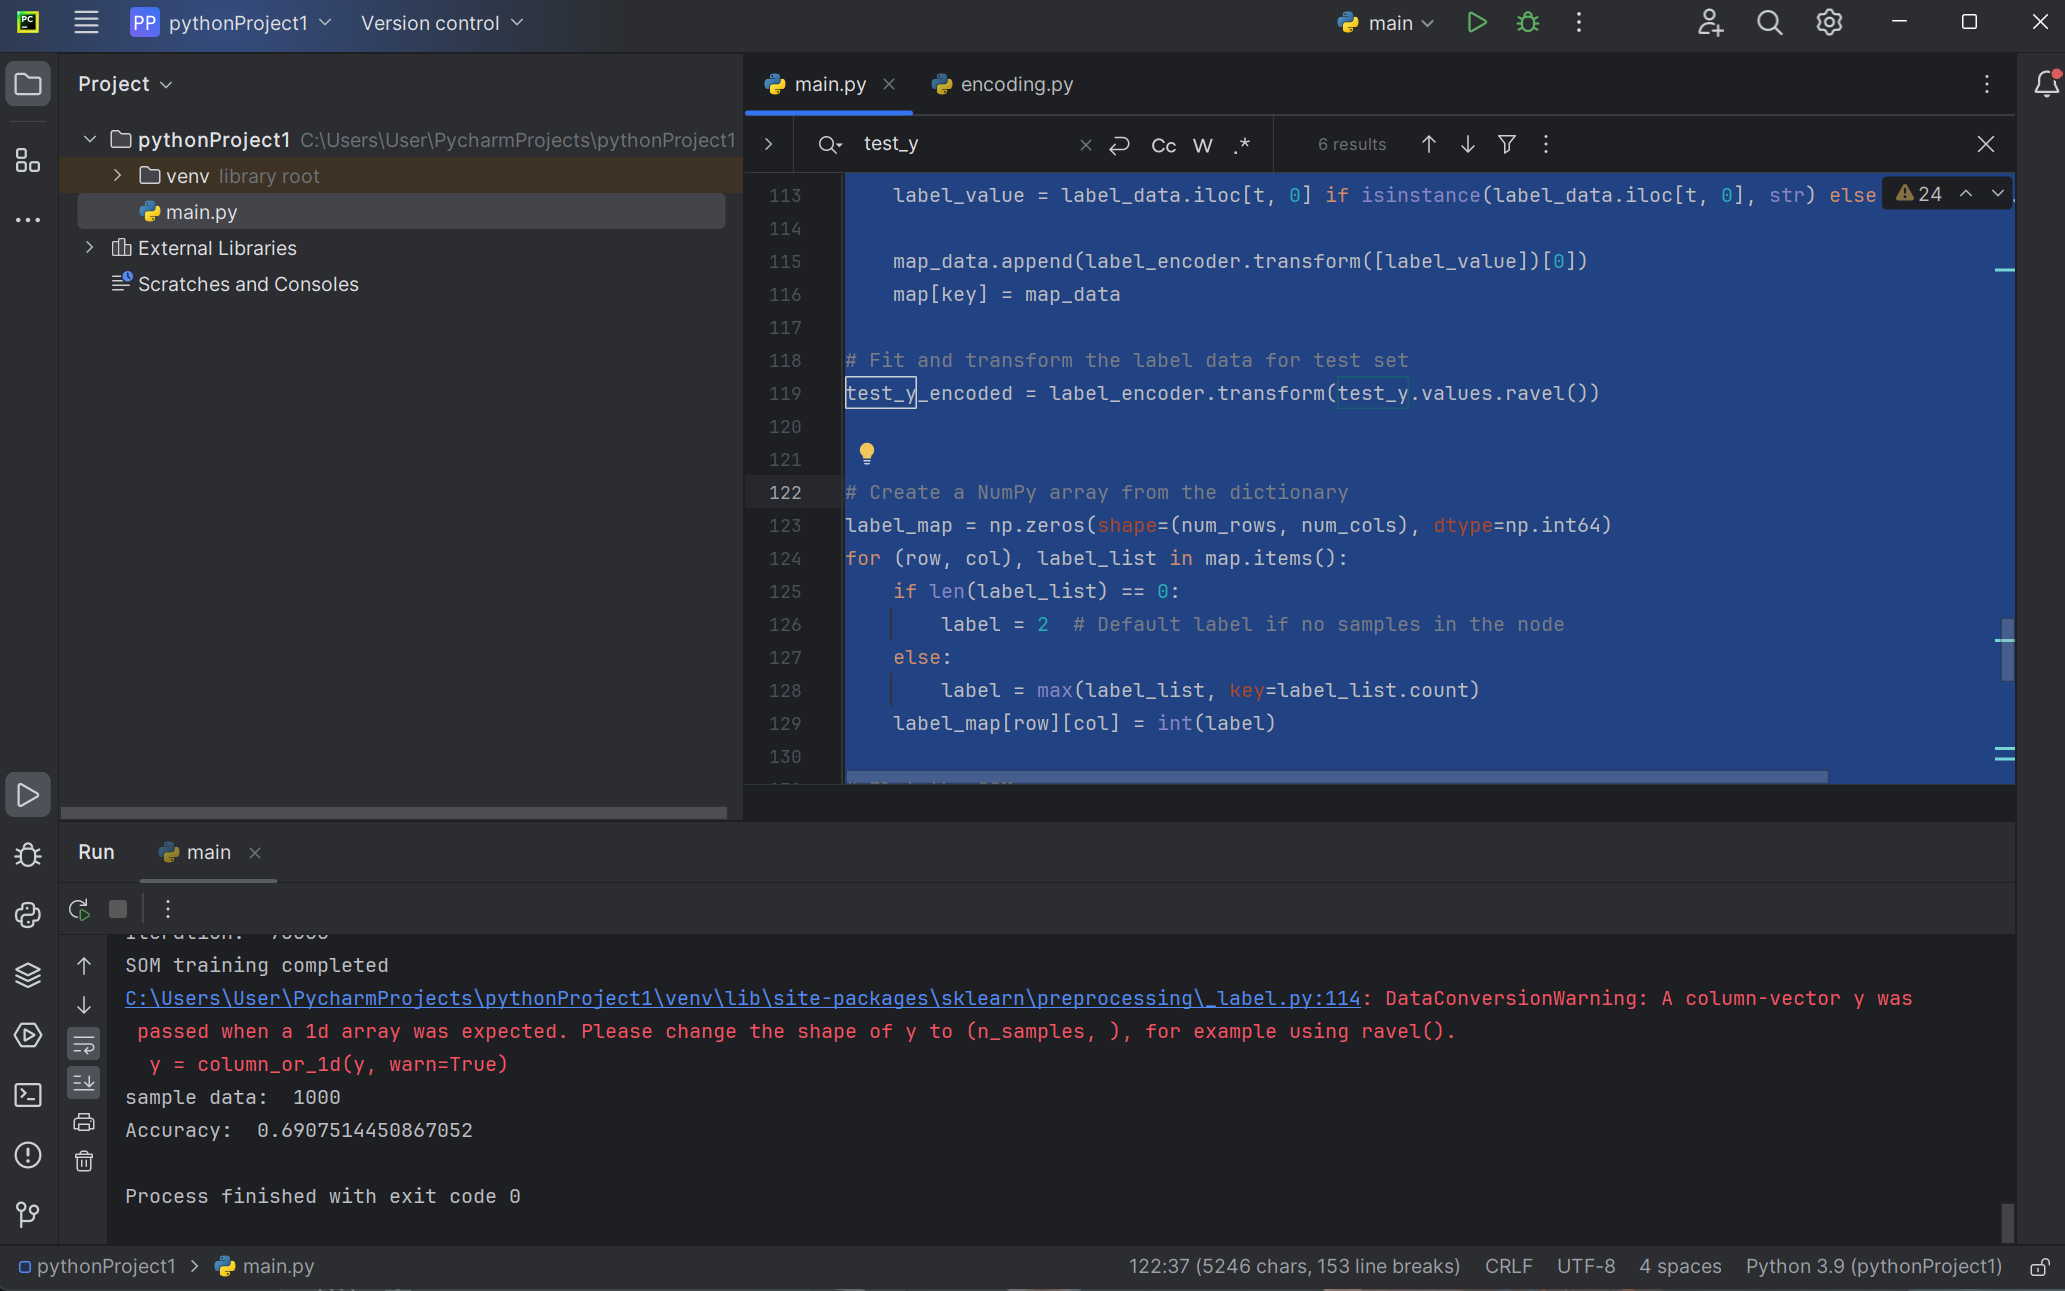 PC
PP pythonProject1 Version control main
Project
pythonProject1 C:\Users\User\PycharmProjects\pythonProject1
venv library root
main.py
External Libraries
Scratches and Consoles
main.py encoding.py
test_y Cc W .* 6 results
24
113 label_value = label_data.iloc[t, 0] if isinstance(label_data.iloc[t, 0], str) else
114
115 map_data.append(label_encoder.transform([label_value])[0])
116 map[key] = map_data
117
118 # Fit and transform the label data for test set
119 test_y_encoded = label_encoder.transform(test_y.values.ravel())
120
121
122 # Create a NumPy array from the dictionary
123 label_map = np.zeros(shape=(num_rows, num_cols), dtype=np.int64)
124 for (row, col), label_list in map.items():
125 if len(label_list) == 0:
126 label = 2  # Default label if no samples in the node
127 else:
128 label = max(label_list, key=label_list.count)
129 label_map[row][col] = int(label)
130
Run main
SOM training completed
C:\Users\User\PycharmProjects\pythonProject1\venv\lib\site-packages\sklearn\preprocessing\_label.py:114: DataConversionWarning: A column-vector y was
passed when a 1d array was expected. Please change the shape of y to (n_samples, ), for example using ravel().
y = column_or_1d(y, warn=True)
sample data:  1000
Accuracy:  0.6907514450867052
Process finished with exit code 0
pythonProject1 > main.py 122:37 (5246 chars, 153 line breaks) CRLF UTF-8 4 spaces Python 3.9 (pythonProject1)